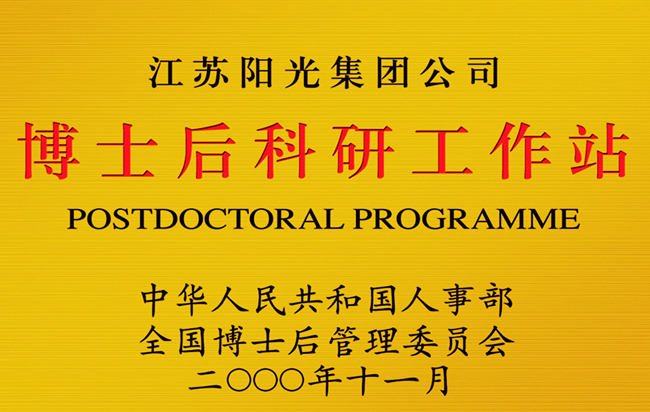 江苏阳光集团公司
博士后科研工作站
POSTDOCTORAL PROGRAMME
中华人民共和国人事部
全国博士后管理委员会
二〇〇〇年十一月